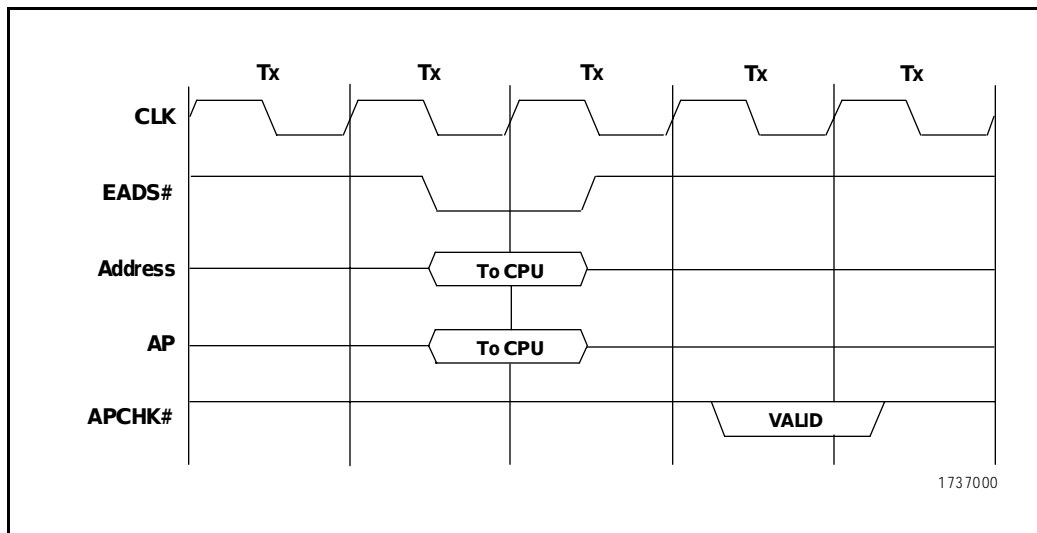 Tx Tx Tx Tx Tx
CLK
EADS#
Address To CPU
AP To CPU
APCHK# VALID
1737000